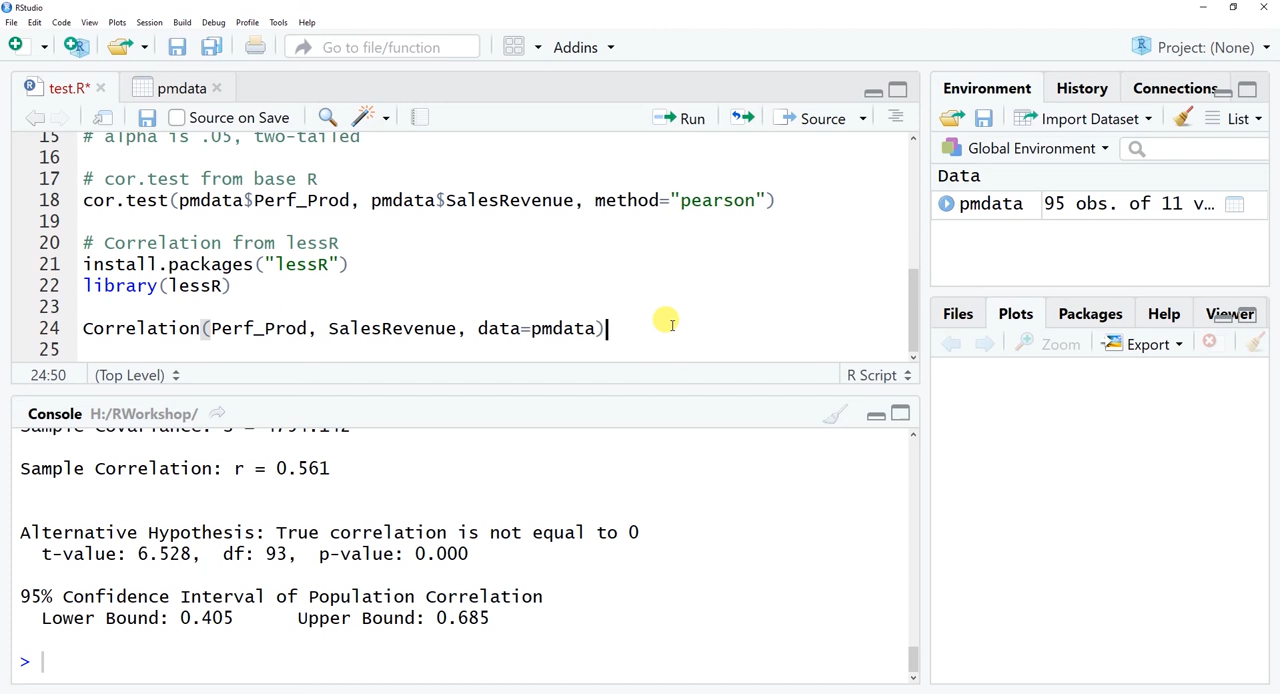 RStudio
File Edit Code View Plots Session Build Debug Profile Tools Help
Go to file/function Addins Project: (None)
test.R* pmdata
Source on Save Run Source
15 # alpha is .05, two-tailed
16
17 # cor.test from base R
18 cor.test(pmdata$Perf_Prod, pmdata$SalesRevenue, method="pearson")
19
20 # Correlation from lessR
21 install.packages("lessR")
22 library(lessR)
23
24 Correlation(Perf_Prod, SalesRevenue, data=pmdata)
25
24:50 (Top Level) R Script
Console H:/RWorkshop/
Sample Covariance: s = 4794.142
Sample Correlation: r = 0.561
Alternative Hypothesis: True correlation is not equal to 0
t-value: 6.528, df: 93, p-value: 0.000
95% Confidence Interval of Population Correlation
Lower Bound: 0.405 Upper Bound: 0.685
>
Environment History Connections
Import Dataset List
Global Environment
Data
pmdata 95 obs. of 11 v...
Files Plots Packages Help Viewer
Zoom Export